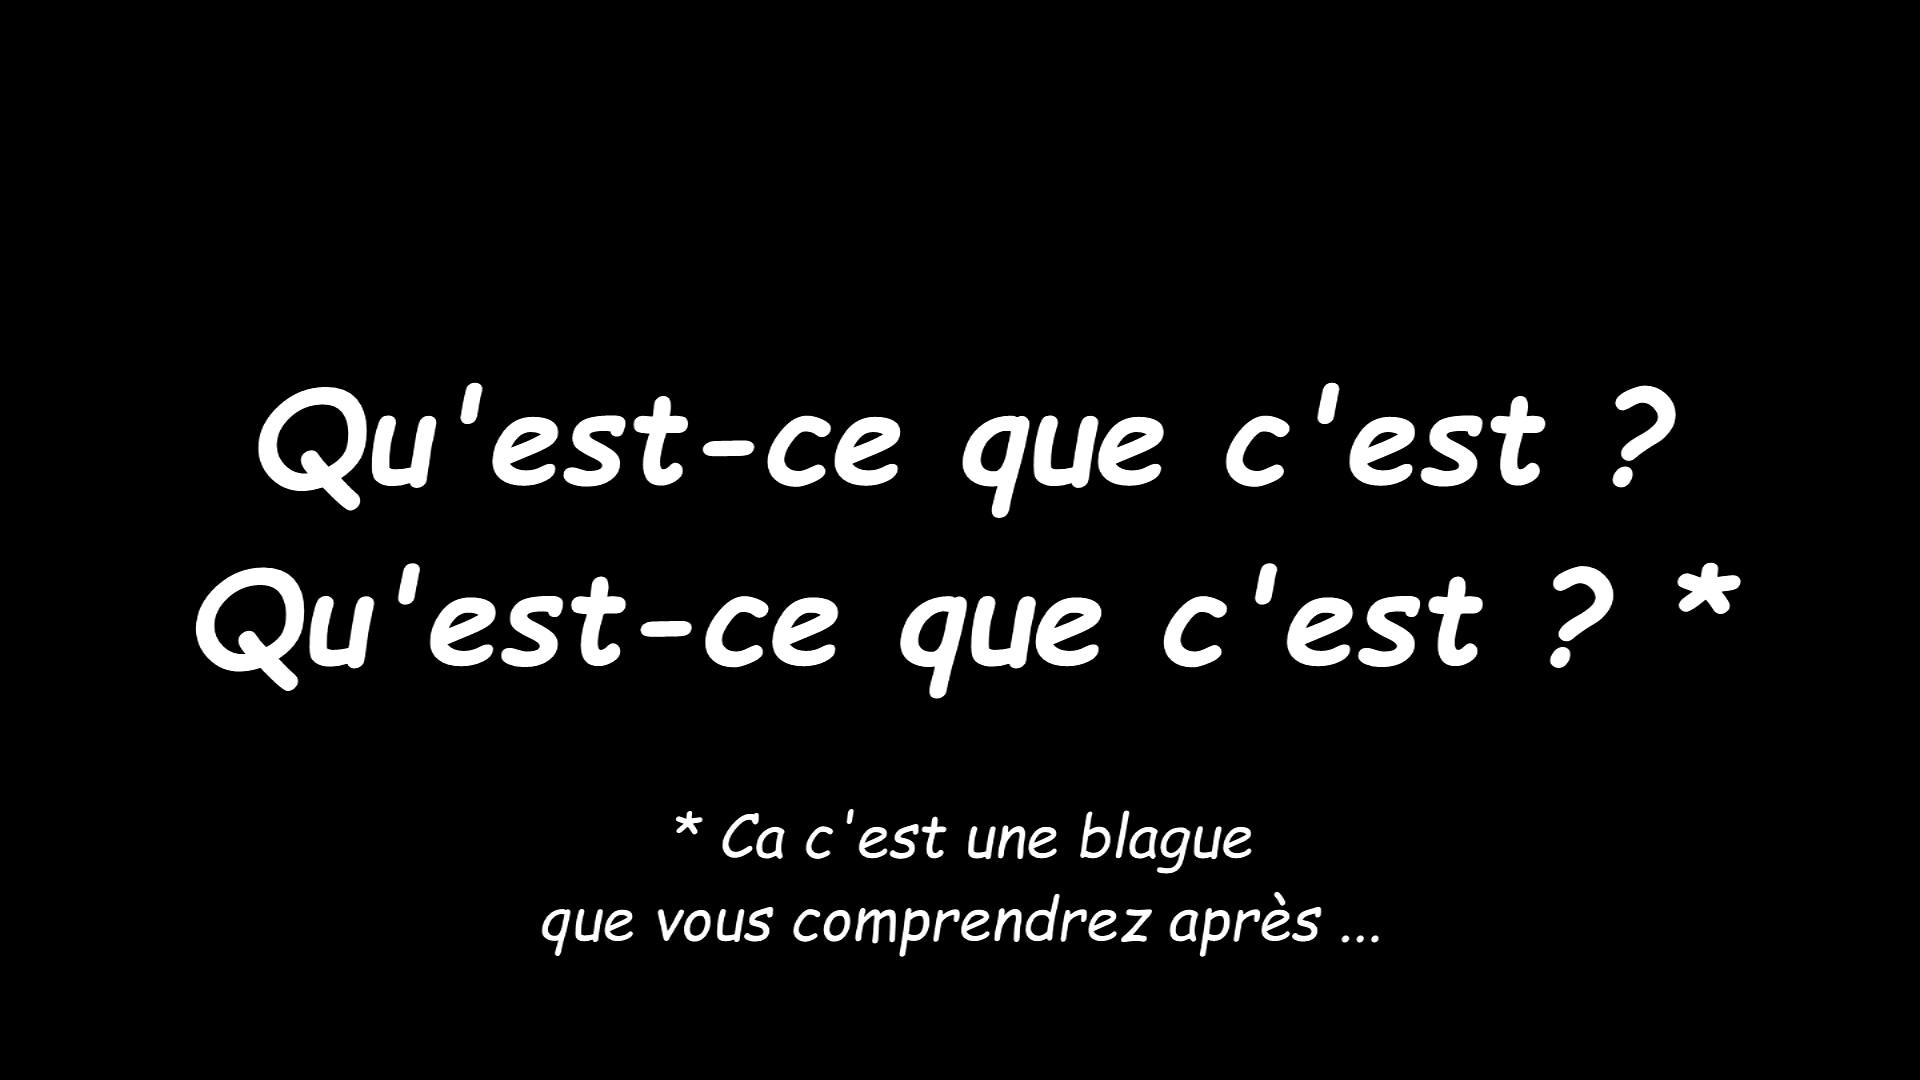 Qu'est-ce que c'est ?
Qu'est-ce que c'est ? *
* Ca c'est une blague
que vous comprendrez après ...